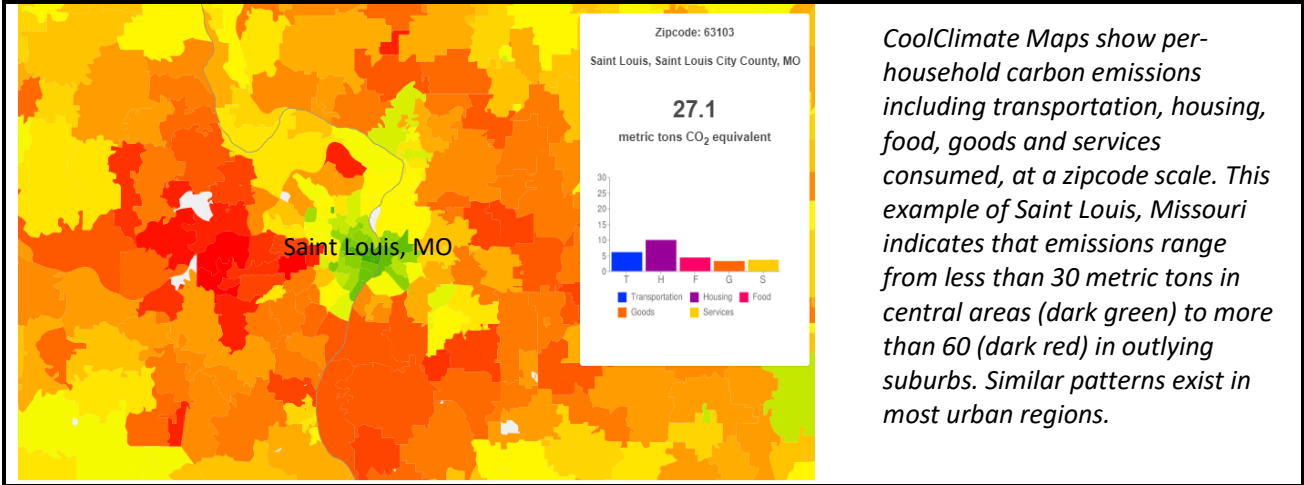 Saint Louis, MO
Zipcode: 63103
Saint Louis, Saint Louis City County, MO
27.1
metric tons CO2 equivalent
30
25
20
15
10
5
0
T H F G S
Transportation Housing Food
Goods Services
CoolClimate Maps show per-
household carbon emissions
including transportation, housing,
food, goods and services
consumed, at a zipcode scale. This
example of Saint Louis, Missouri
indicates that emissions range
from less than 30 metric tons in
central areas (dark green) to more
than 60 (dark red) in outlying
suburbs. Similar patterns exist in
most urban regions.